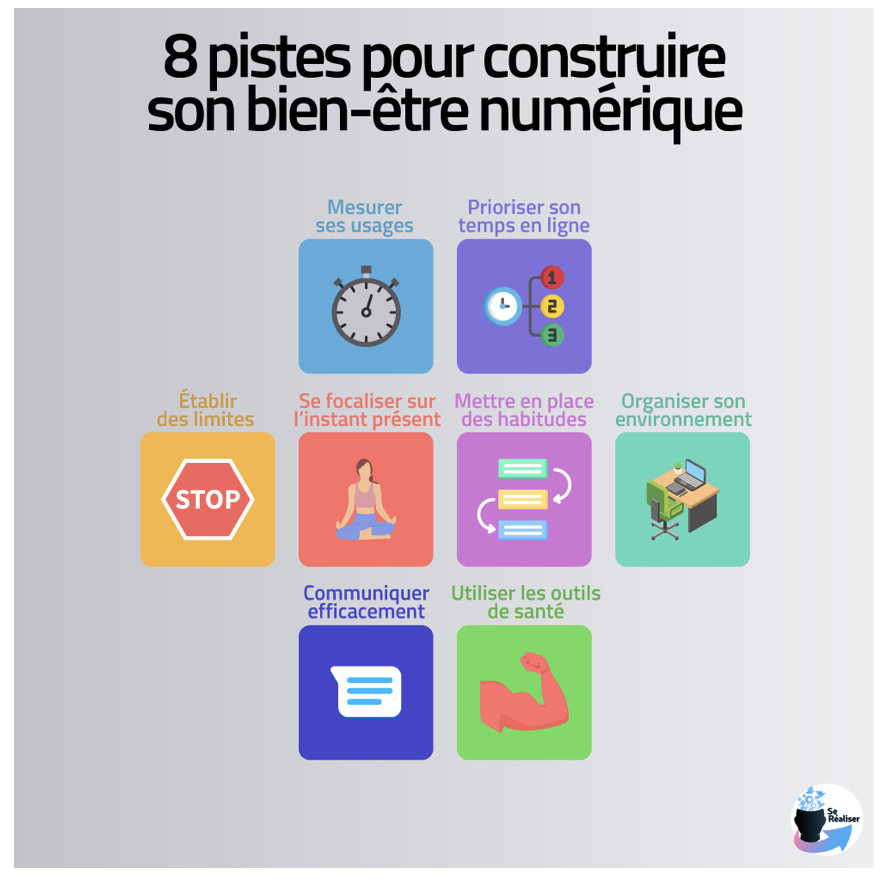 8 pistes pour construire
son bien-être numérique
Mesurer
ses usages
Prioriser son
temps en ligne
1
2
3
Établir
des limites
Se focaliser sur
l'instant présent
Mettre en place
des habitudes
Organiser son
environnement
STOP
Communiquer
efficacement
Utiliser les outils
de santé
Se
Réaliser